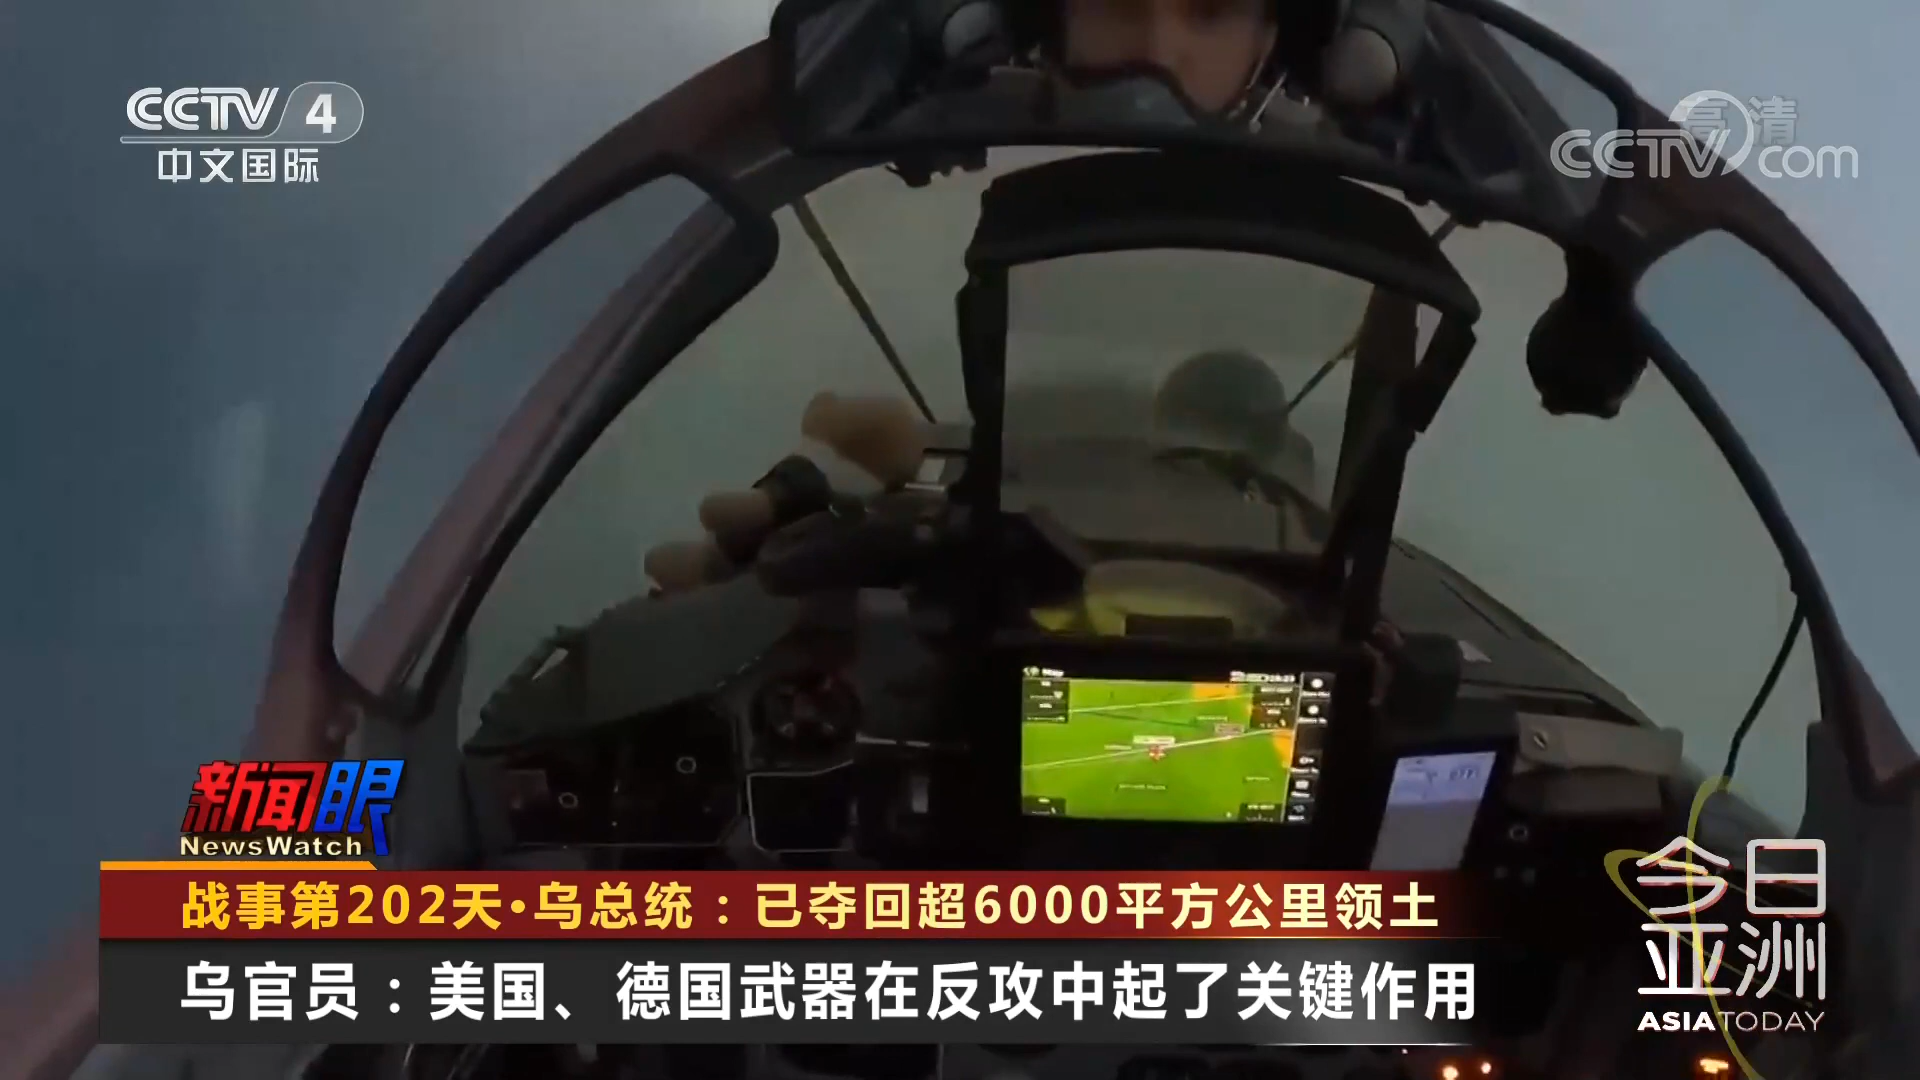 CCTV 4
中文国际
高清
CCTV com
新闻眼
NewsWatch
战事第202天·乌总统：已夺回超6000平方公里领土
乌官员：美国、德国武器在反攻中起了关键作用
今日
亚洲
ASIA TODAY